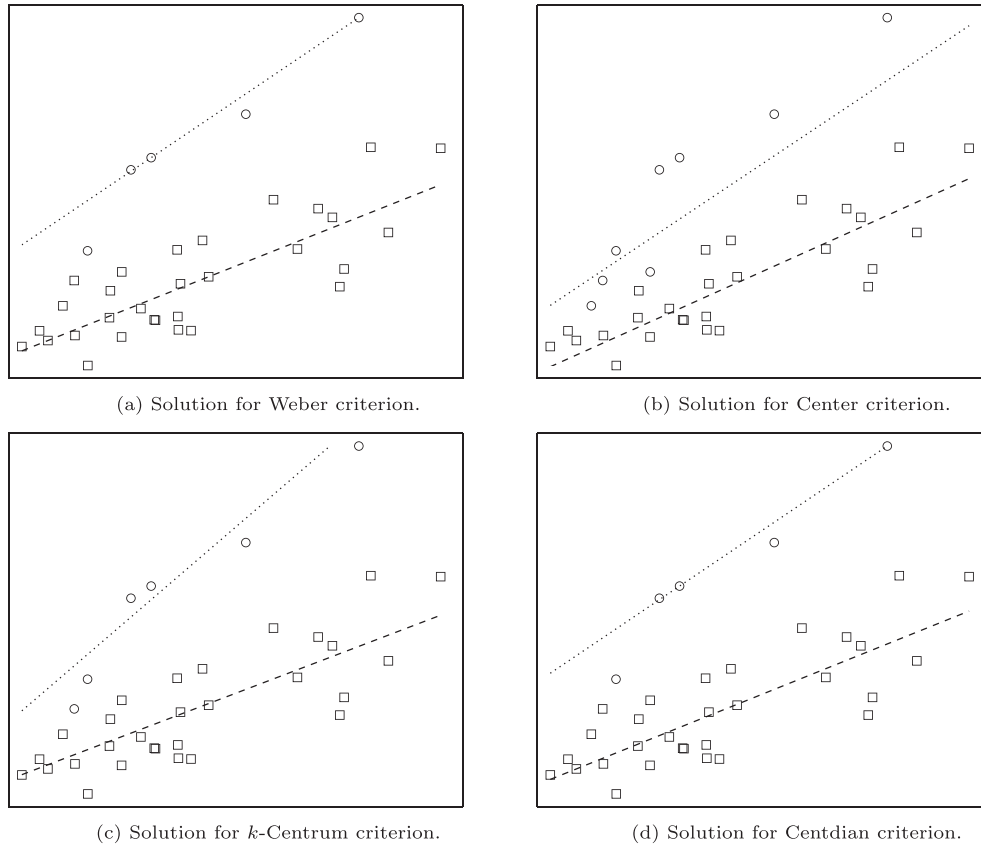 (a) Solution for Weber criterion.
(b) Solution for Center criterion.
(c) Solution for k-Centrum criterion.
(d) Solution for Centdian criterion.